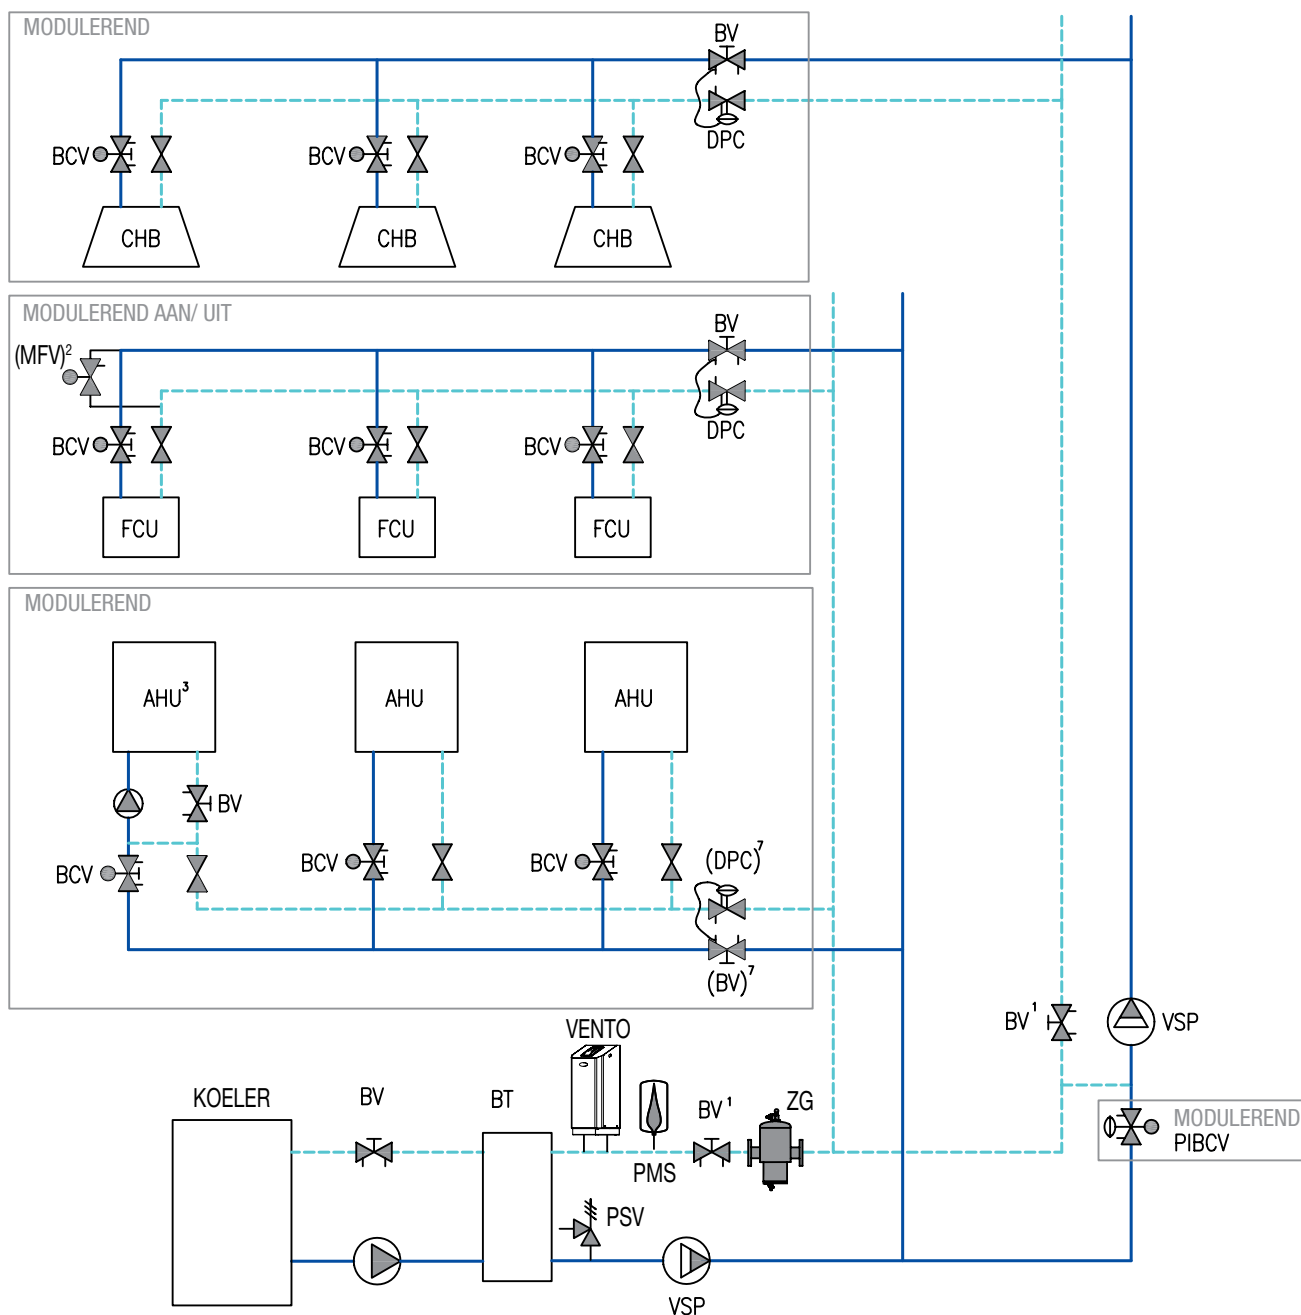 MODULEREND
BV
DPC
BCV
BCV
BCV
CHB
CHB
CHB
MODULEREND AAN/ UIT
BV
(MFV)²
DPC
BCV
BCV
BCV
FCU
FCU
FCU
MODULEREND
AHU³
AHU
AHU
BV
BCV
BCV
BCV
(DPC)⁷
(BV)⁷
BV¹
VSP
VENTO
KOELER
BV
BT
BV¹
ZG
MODULEREND
PIBCV
PMS
PSV
VSP